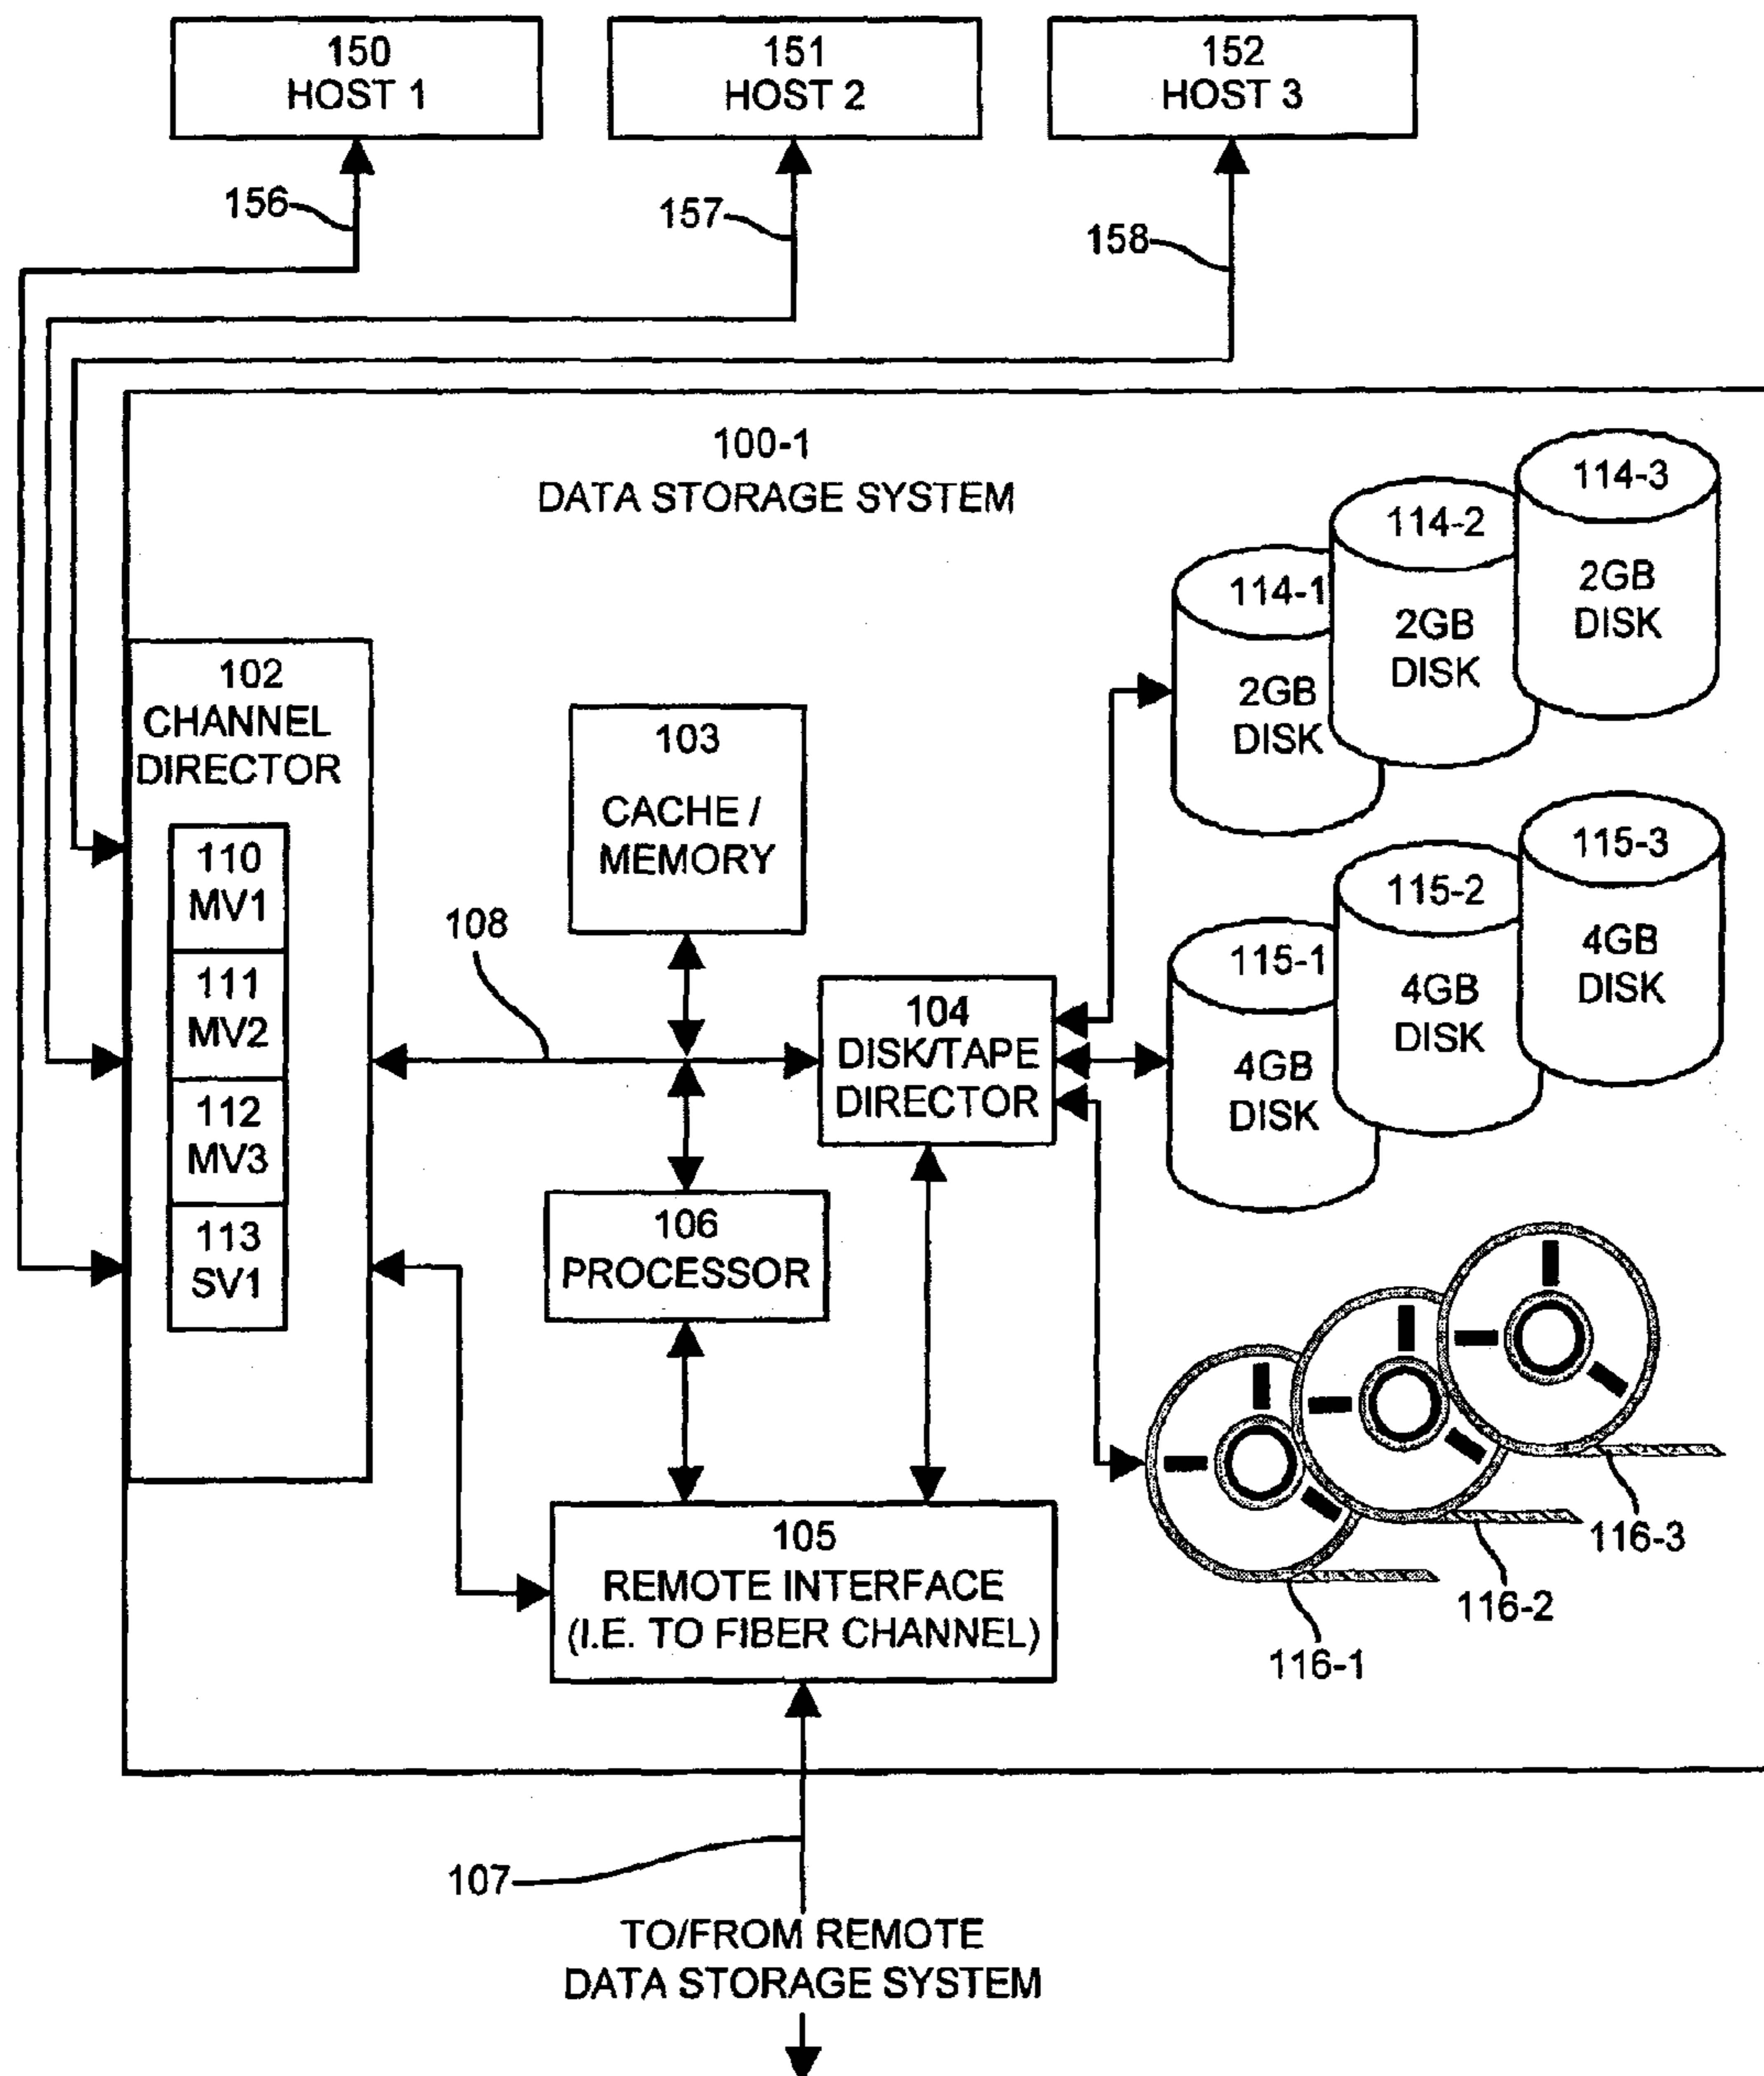 150
HOST 1
151
HOST 2
152
HOST 3
156
157
158
100-1
DATA STORAGE SYSTEM
114-3
2GB
DISK
114-2
2GB
DISK
114-1
2GB
DISK
102
CHANNEL
DIRECTOR
110
MV1
111
MV2
112
MV3
113
SV1
103
CACHE /
MEMORY
108
104
DISK/TAPE
DIRECTOR
115-3
4GB
DISK
115-2
4GB
DISK
115-1
4GB
DISK
106
PROCESSOR
105
REMOTE INTERFACE
(I.E. TO FIBER CHANNEL)
116-3
116-2
116-1
107
TO/FROM REMOTE
DATA STORAGE SYSTEM